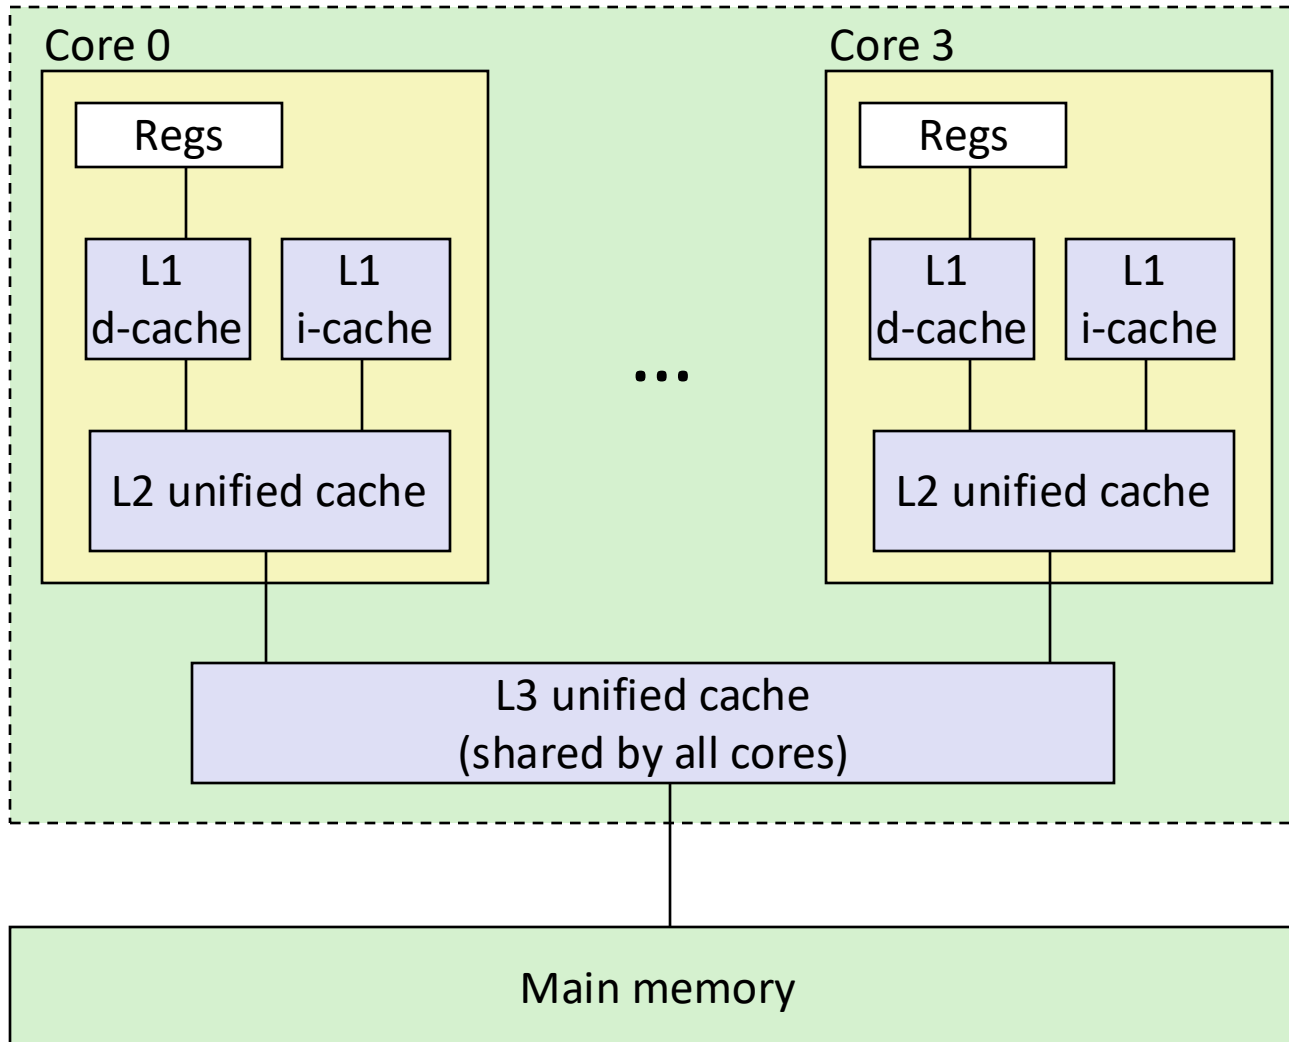 Core 0
Regs
L1
d-cache
L1
i-cache
L2 unified cache
...
Core 3
Regs
L1
d-cache
L1
i-cache
L2 unified cache
L3 unified cache
(shared by all cores)
Main memory